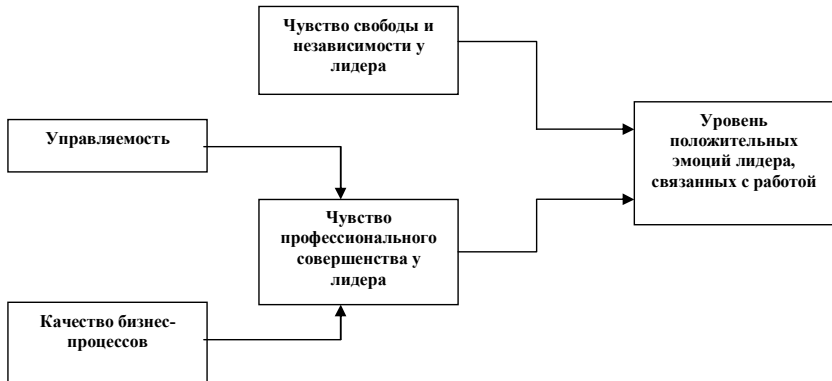 Чувство свободы и
независимости у
лидера
Управляемость
Уровень
положительных
эмоций лидера,
связанных с работой
Чувство
профессионального
совершенства у
лидера
Качество бизнес-
процессов